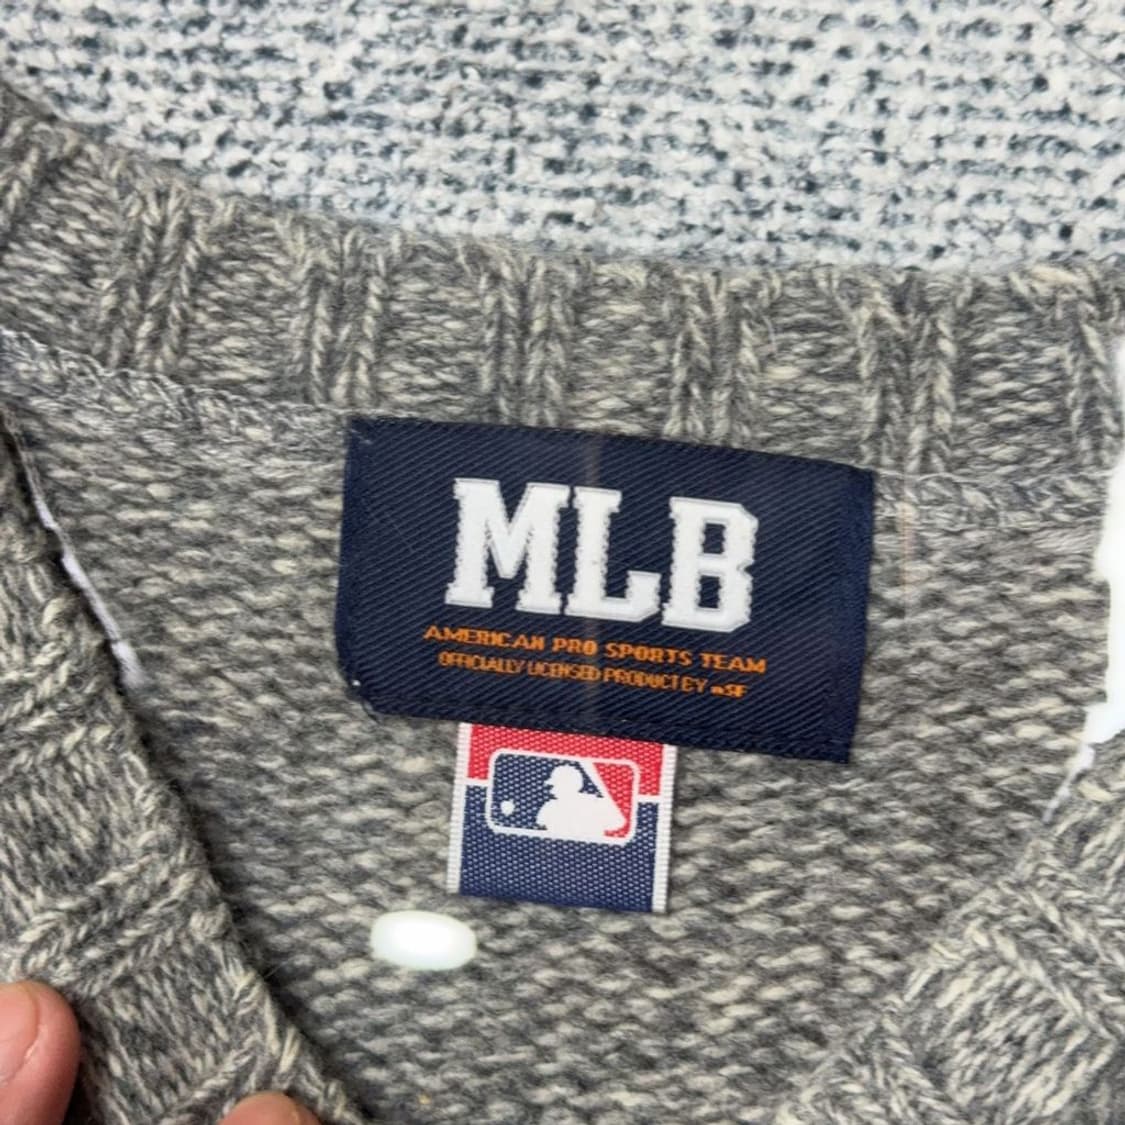 MLB
AMERICAN PRO SPORTS TEAM
OFFICIALLY LICENSED PRODUCT BY